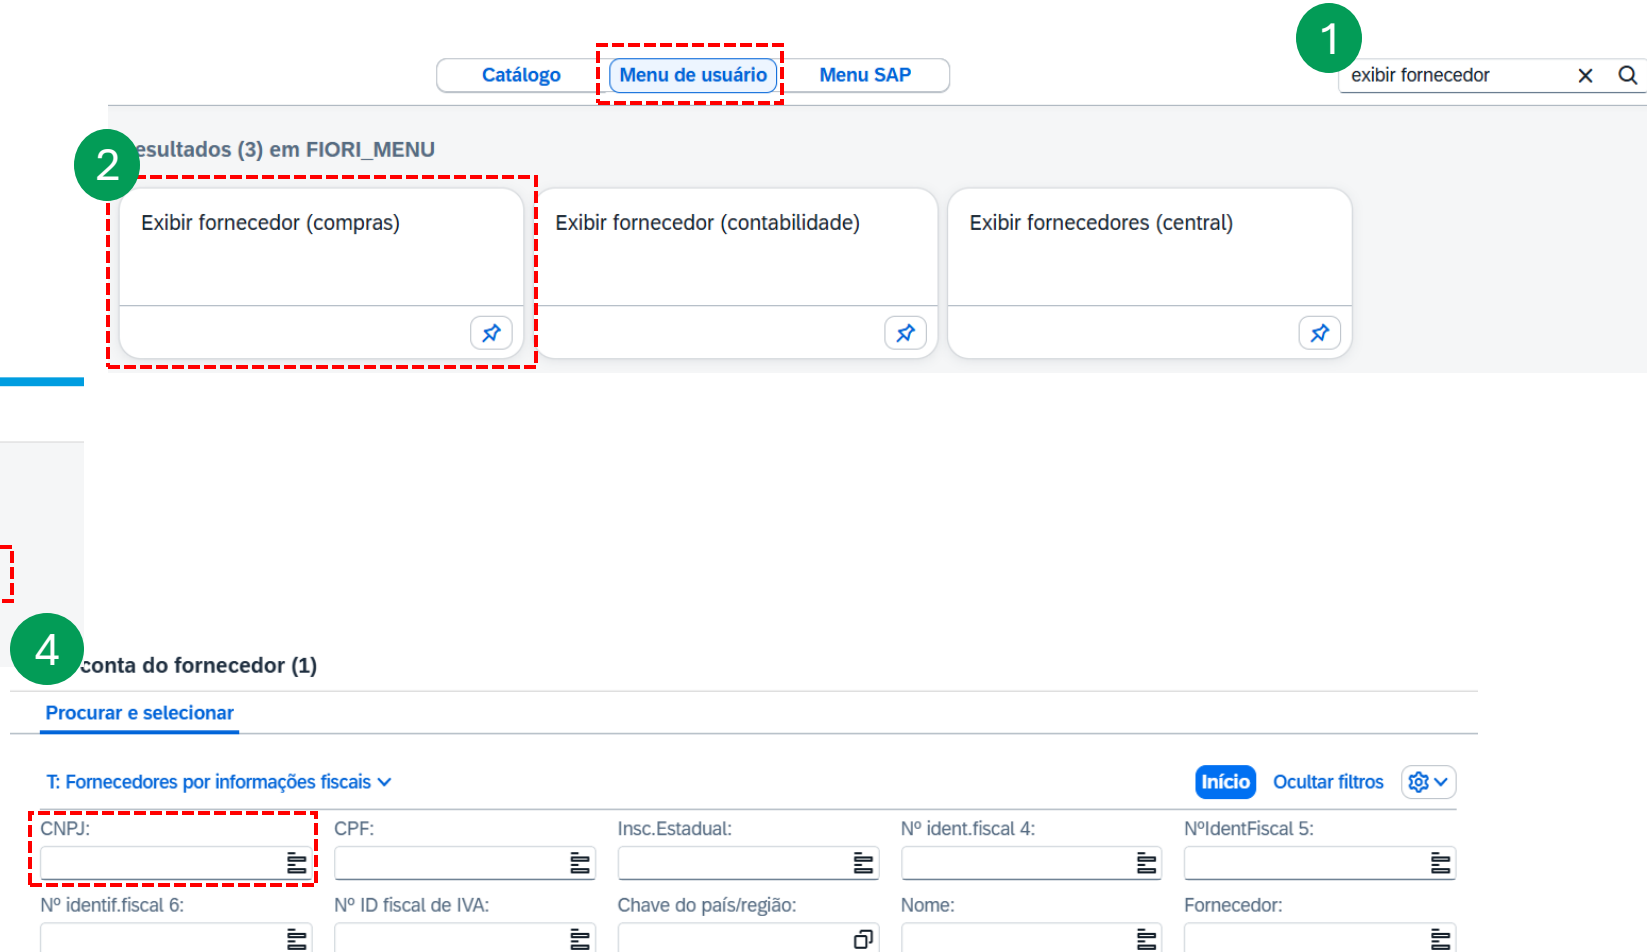 1
Catálogo Menu de usuário Menu SAP exibir fornecedor
2 esultados (3) em FIORI_MENU
Exibir fornecedor (compras) Exibir fornecedor (contabilidade) Exibir fornecedores (central)
4 conta do fornecedor (1)
Procurar e selecionar
T: Fornecedores por informações fiscais Início Ocultar filtros
CNPJ: CPF: Insc.Estadual: Nº ident.fiscal 4: NºIdentFiscal 5:
Nº identif.fiscal 6: Nº ID fiscal de IVA: Chave do país/região: Nome: Fornecedor: